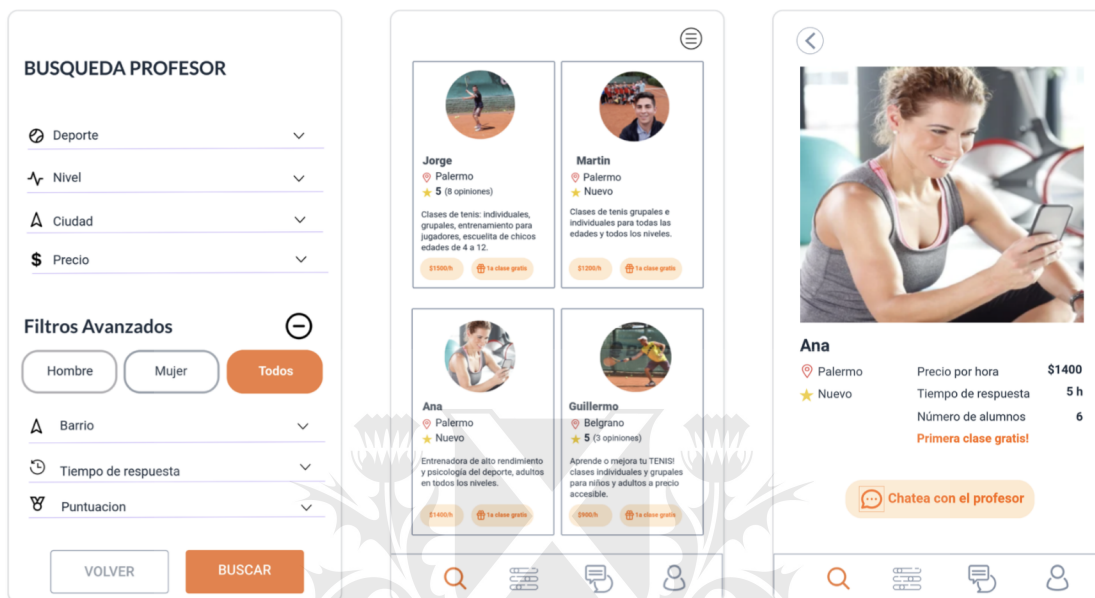 BUSQUEDA PROFESOR
Deporte
Nivel
Ciudad
$ Precio
Filtros Avanzados
Hombre
Mujer
Todos
Barrio
Tiempo de respuesta
Puntuacion
VOLVER
BUSCAR
Jorge
Palermo
5 (8 opiniones)
Clases de tenis: individuales,
grupales, entrenamiento para
jugadores, escuelita de chicos
edades de 4 a 12.
$1500/h
1a clase gratis
Martin
Palermo
Nuevo
Clases de tenis grupales e
individuales para todas las
edades y todos los niveles.
$1200/h
1a clase gratis
Ana
Palermo
Nuevo
Entrenadora de alto rendimiento
y psicología del deporte, adultos
en todos los niveles.
$1400/h
1a clase gratis
Guillermo
Belgrano
5 (3 opiniones)
Aprende o mejora tu TENIS!
clases individuales y grupales
para niños y adultos a precio
accesible.
$900/h
1a clase gratis
Ana
Palermo
Nuevo
Precio por hora $1400
Tiempo de respuesta 5 h
Número de alumnos 6
Primera clase gratis!
Chatea con el profesor